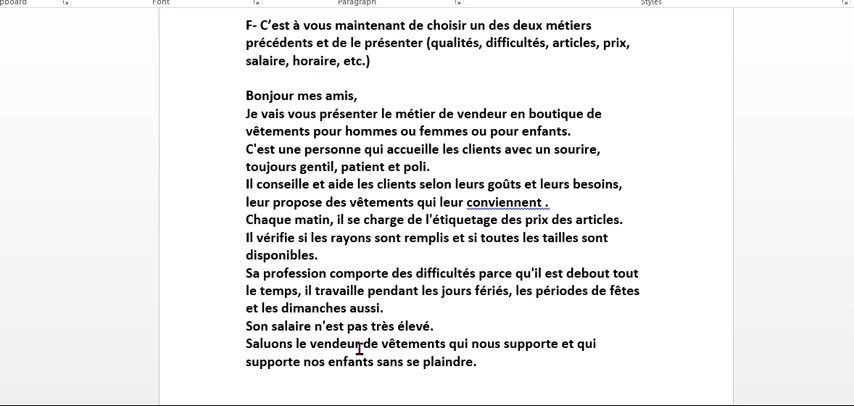 pboard Font Paragraph Styles
F- C’est à vous maintenant de choisir un des deux métiers
précédents et de le présenter (qualités, difficultés, articles, prix,
salaire, horaire, etc.)
Bonjour mes amis,
Je vais vous présenter le métier de vendeur en boutique de
vêtements pour hommes ou femmes ou pour enfants.
C'est une personne qui accueille les clients avec un sourire,
toujours gentil, patient et poli.
Il conseille et aide les clients selon leurs goûts et leurs besoins,
leur propose des vêtements qui leur conviennent .
Chaque matin, il se charge de l'étiquetage des prix des articles.
Il vérifie si les rayons sont remplis et si toutes les tailles sont
disponibles.
Sa profession comporte des difficultés parce qu'il est debout tout
le temps, il travaille pendant les jours fériés, les périodes de fêtes
et les dimanches aussi.
Son salaire n'est pas très élevé.
Saluons le vendeur de vêtements qui nous supporte et qui
supporte nos enfants sans se plaindre.